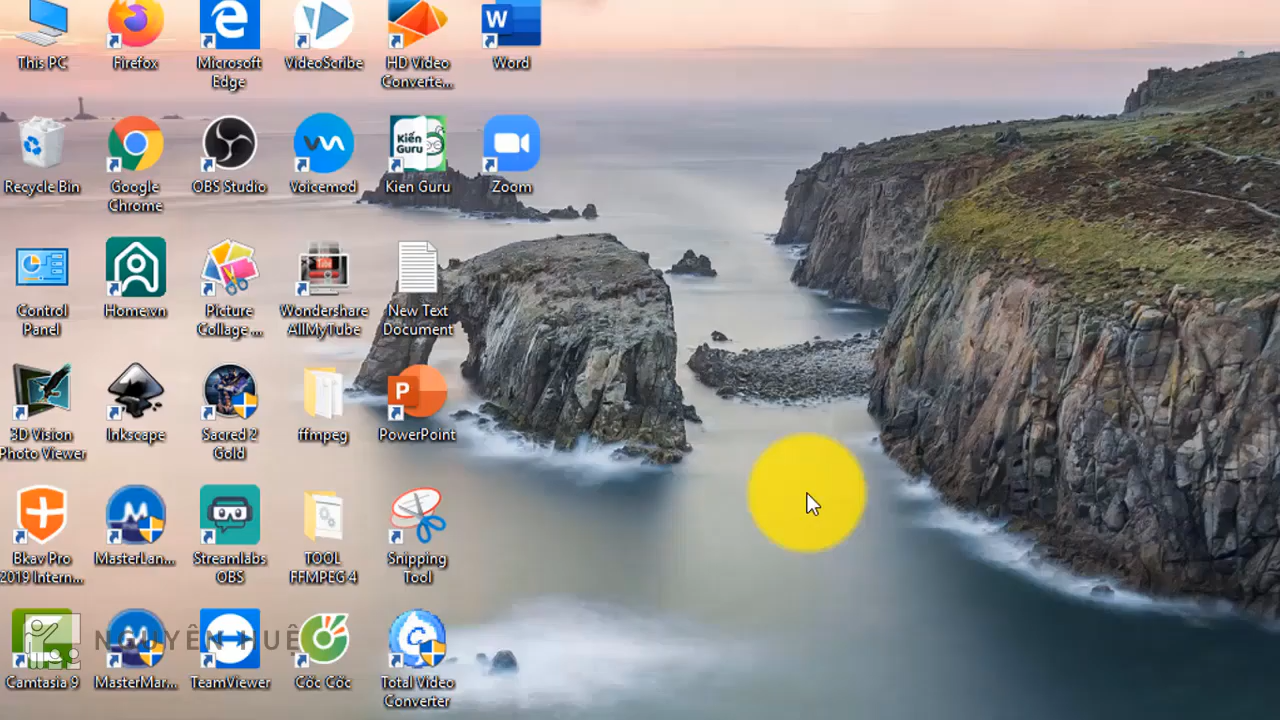 This PC
Firefox
Microsoft
Edge
VideoScribe
HD Video
Converte...
W
Word
Recycle Bin
Google
Chrome
OBS Studio
Voicemod
Kiến
Guru
Kien Guru
Zoom
Control
Panel
Home.vn
Picture
Collage ...
Wondershare
AllMyTube
New Text
Document
3D Vision
Photo Viewer
Inkscape
Sacred 2
Gold
ffmpeg
P
PowerPoint
Bkav Pro
2019 Intern...
MasterLan...
Streamlabs
OBS
TOOL
FFMPEG 4
Snipping
Tool
NGUYÊN HUỆ
Camtasia 9
MasterMar...
TeamViewer
Cốc Cốc
C
Total Video
Converter